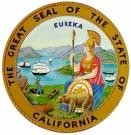 THE GREAT SEAL OF THE STATE OF CALIFORNIA
EUREKA